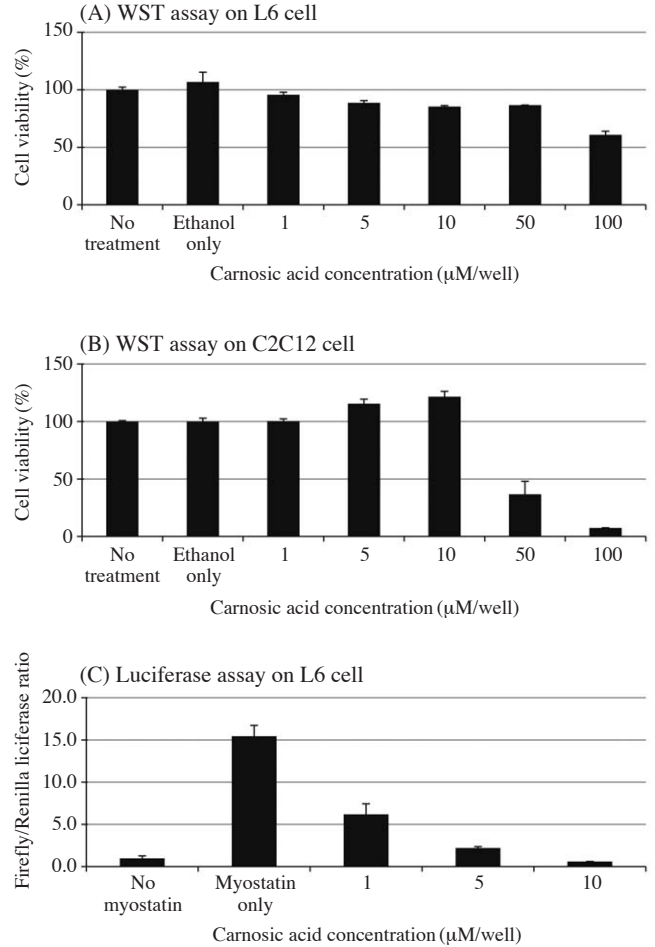 (A) WST assay on L6 cell
150
100
50
0
Cell viability (%)
No treatment
Ethanol only
1
5
10
50
100
Carnosic acid concentration (μM/well)
(B) WST assay on C2C12 cell
150
100
50
0
Cell viability (%)
No treatment
Ethanol only
1
5
10
50
100
Carnosic acid concentration (μM/well)
(C) Luciferase assay on L6 cell
20.0
15.0
10.0
5.0
0.0
Firefly/Renilla liciferase ratio
No myostatin
Myostatin only
1
5
10
Carnosic acid concentration (μM/well)